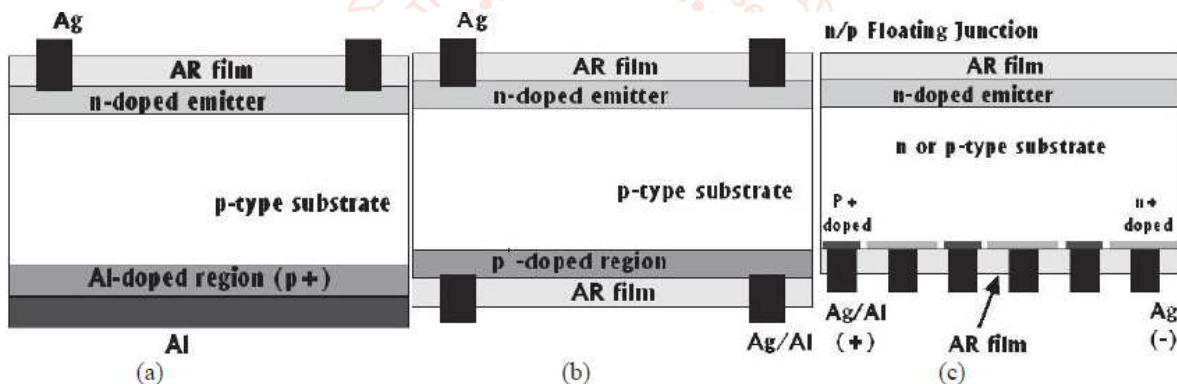 Ag
AR film
n-doped emitter
p-type substrate
Al-doped region (p+)
Al
(a)
Ag
AR film
n-doped emitter
p-type substrate
p+-doped region
AR film
Ag/Al
(b)
n/p Floating Junction
AR film
n-doped emitter
n or p-type substrate
P+
doped
n+
doped
Ag/Al
(+)
AR film
Ag
(-)
(c)